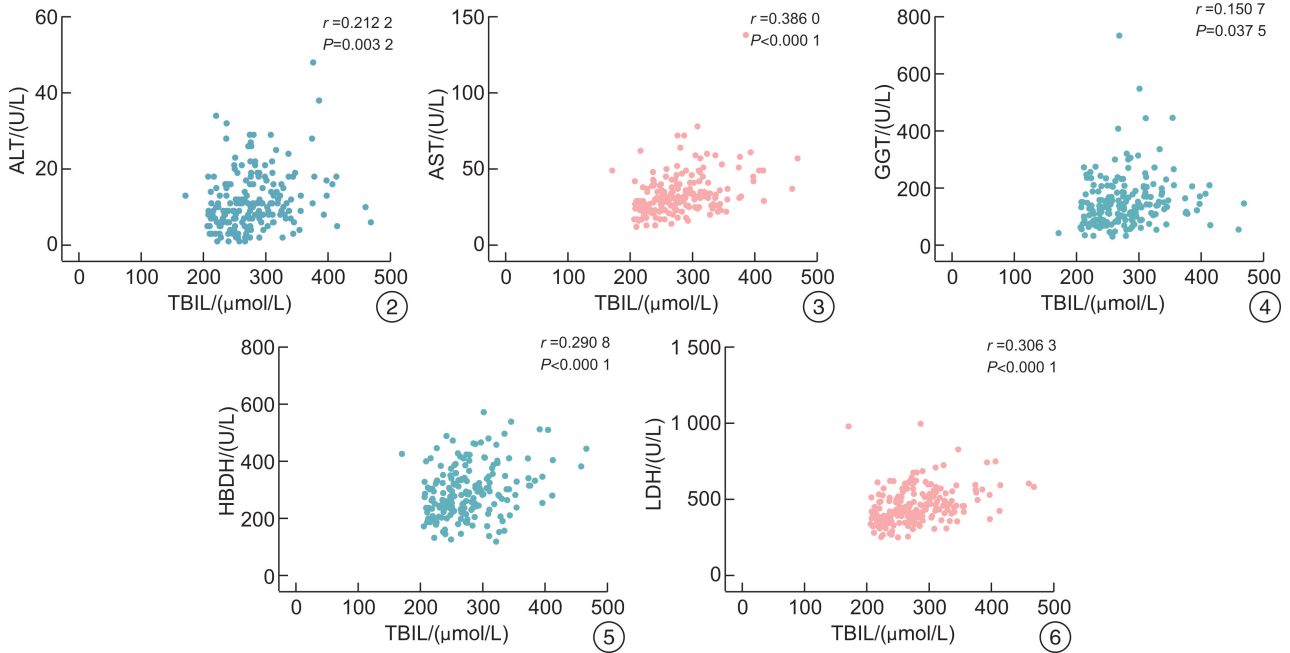 r =0.212 2
P=0.003 2
60
40
20
0
ALT/(U/L)
0 100 200 300 400 500
TBIL/(μmol/L)
2
r =0.386 0
P<0.000 1
150
100
50
0
AST/(U/L)
0 100 200 300 400 500
TBIL/(μmol/L)
3
r =0.150 7
P=0.037 5
800
600
400
200
0
GGT/(U/L)
0 100 200 300 400 500
TBIL/(μmol/L)
4
r =0.290 8
P<0.000 1
800
600
400
200
0
HBDH/(U/L)
0 100 200 300 400 500
TBIL/(μmol/L)
5
r =0.306 3
P<0.000 1
1 500
1 000
500
0
LDH/(U/L)
0 100 200 300 400 500
TBIL/(μmol/L)
6